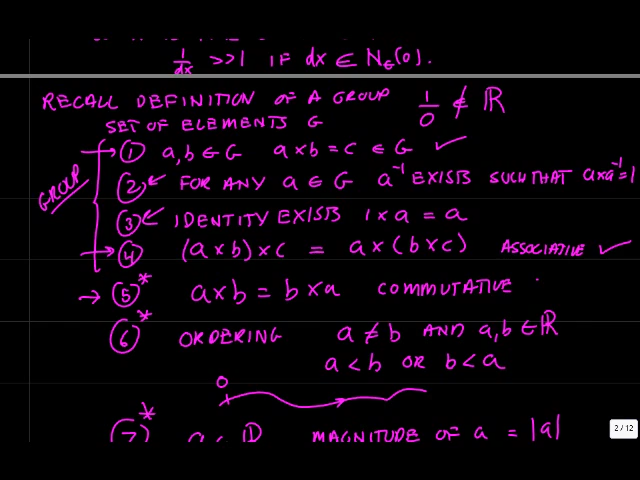 1/dx >>1 IF dx ∈ Nϵ(0).
RECALL DEFINITION OF A GROUP 1/0 ∉ ℝ
SET OF ELEMENTS G
GROUP
① a,b ∈ G a×b = c ∈ G ✓
② FOR ANY a ∈ G a⁻¹ EXISTS SUCH THAT a×a⁻¹=1
③ IDENTITY EXISTS 1×a = a
④ (a×b)×c = a×(b×c) ASSOCIATIVE ✓
→ ⑤* a×b = b×a COMMUTATIVE
⑥* ORDERING a≠b AND a,b ∈ ℝ
a<b OR b<a
0
⑦* a ∈ ℝ MAGNITUDE OF a = |a|
2 / 12